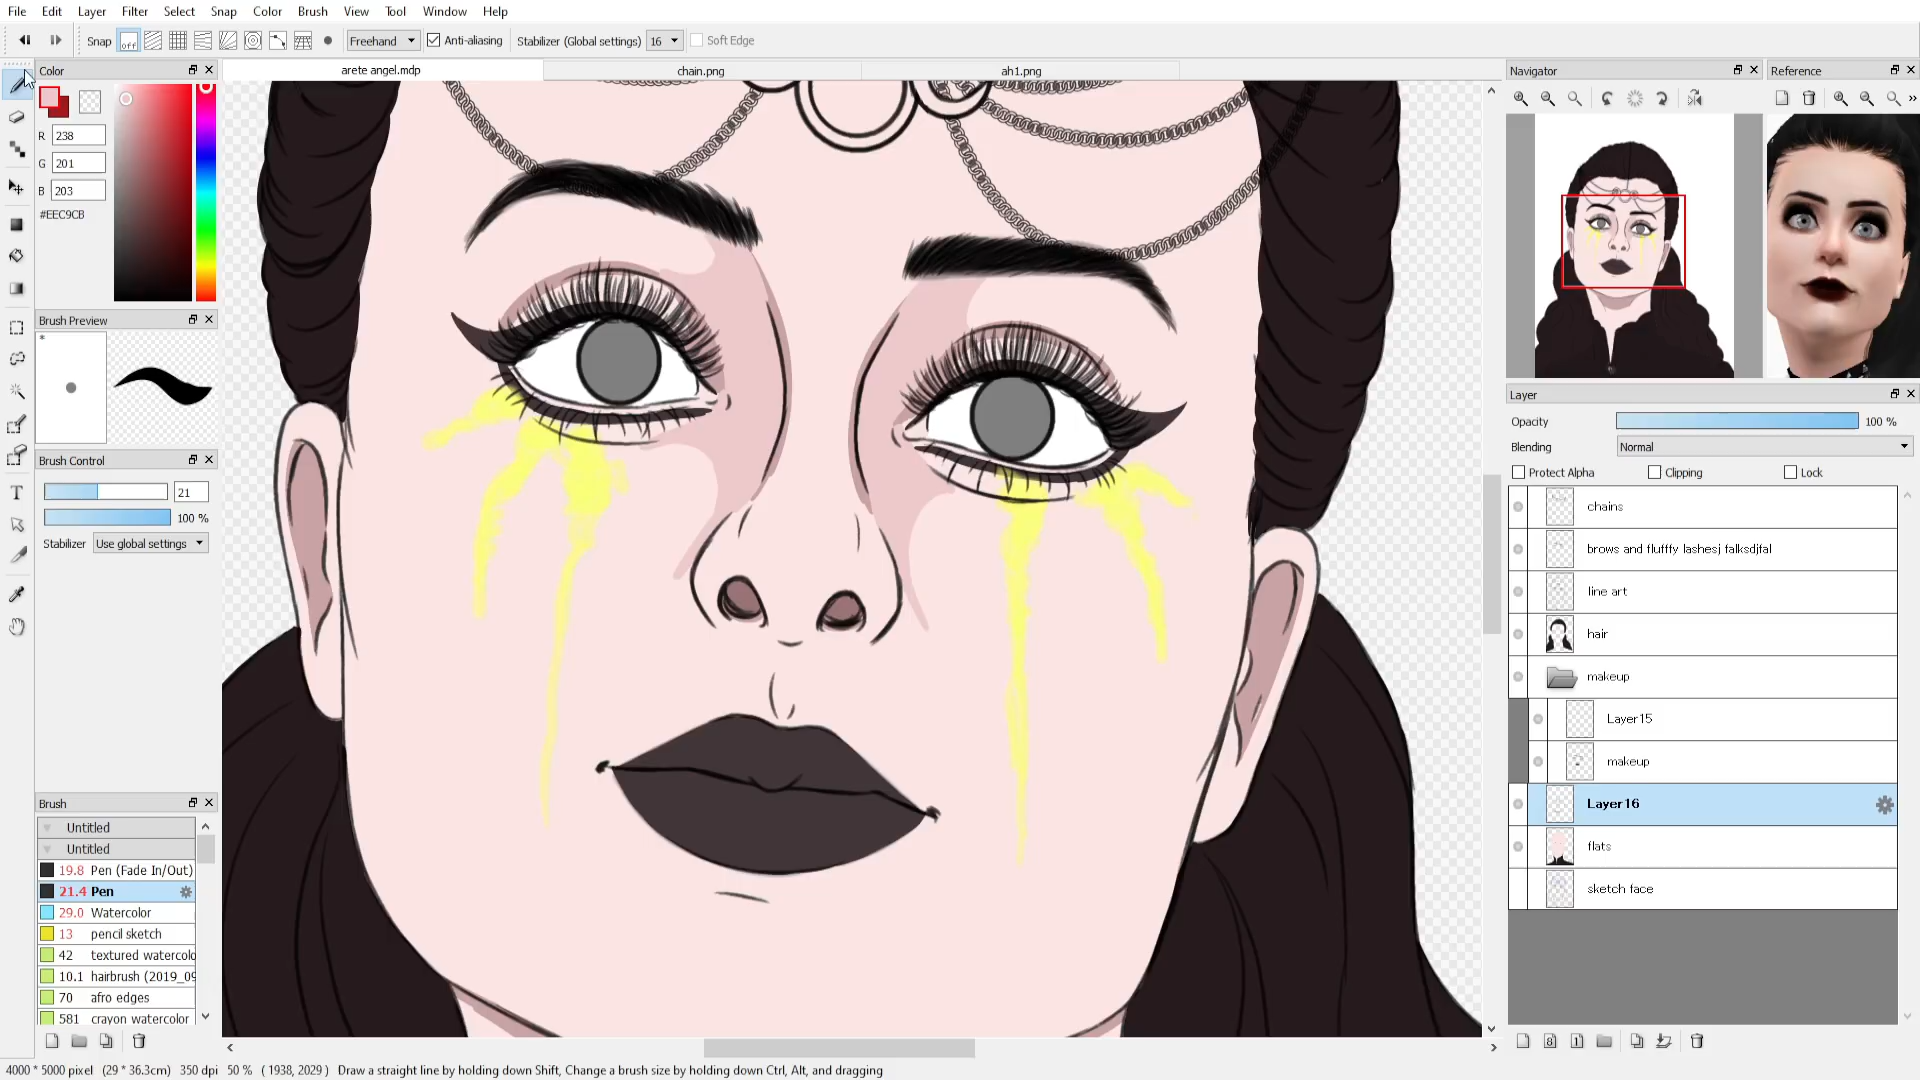 File Edit Layer Filter Select Snap Color Brush View Tool Window Help
Snap off Freehand Anti-aliasing Stabilizer (Global settings) 16 Soft Edge
Color
arete angel.mdp chain.png ah1.png
Navigator Reference
R 238
G 201
B 203
#EEC9CB
Brush Preview
*
Brush Control
21
100 %
Stabilizer Use global settings
Layer
Opacity 100 %
Blending Normal
Protect Alpha Clipping Lock
chains
brows and flufffy lashesj falksdjfal
line art
hair
makeup
Layer15
makeup
Layer16
flats
sketch face
Brush
Untitled
Untitled
19.8 Pen (Fade In/Out)
21.4 Pen
29.0 Watercolor
13 pencil sketch
42 textured watercolo
10.1 hairbrush (2019_09
70 afro edges
581 crayon watercolor
4000 * 5000 pixel (29 * 36.3cm) 350 dpi 50 % ( 1938, 2029 ) Draw a straight line by holding down Shift, Change a brush size by holding down Ctrl, Alt, and dragging